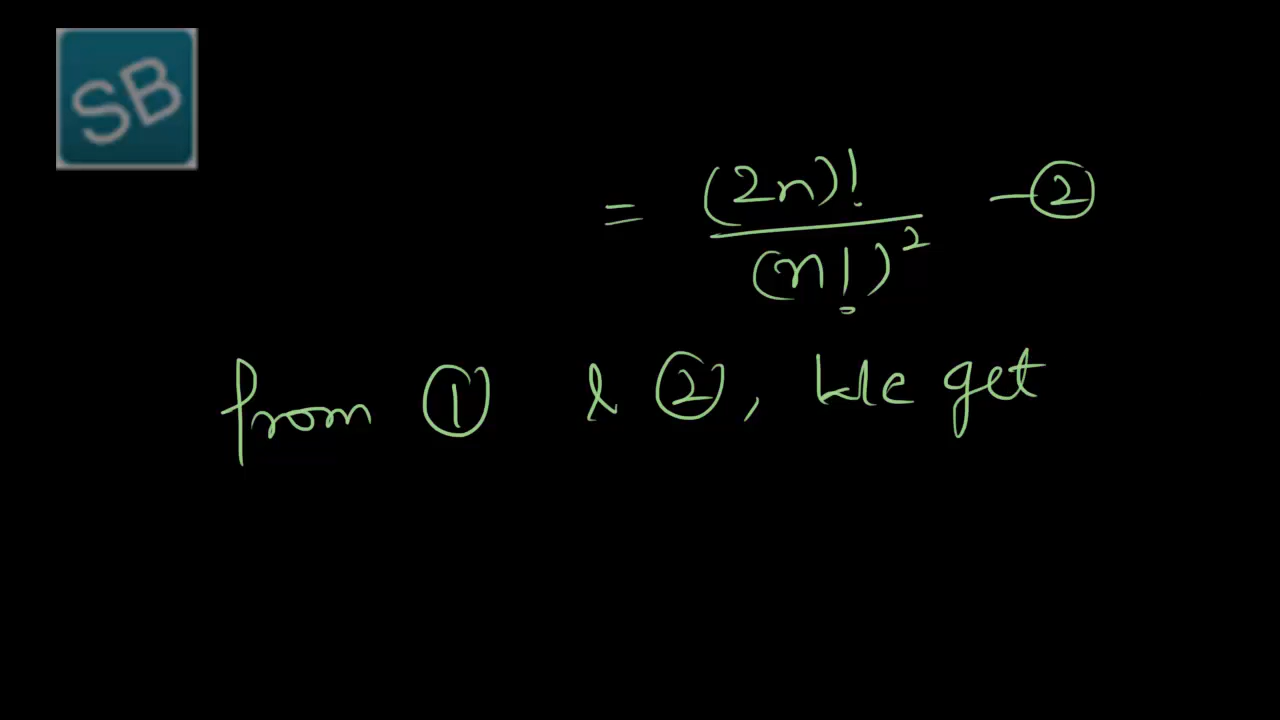 SB
= (2n)! / (n!)² — ②
from ① & ②, We get